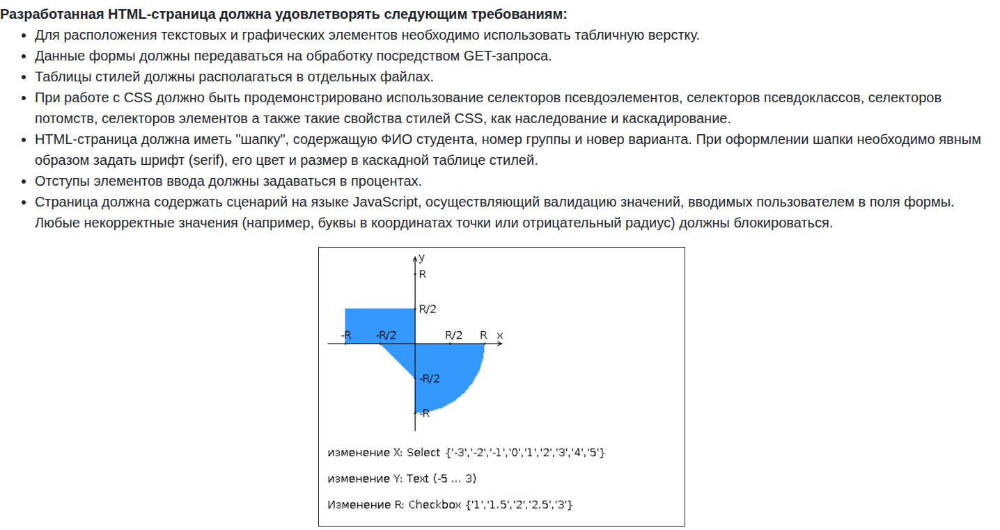 Разработанная HTML-страница должна удовлетворять следующим требованиям:
Для расположения текстовых и графических элементов необходимо использовать табличную верстку.
Данные формы должны передаваться на обработку посредством GET-запроса.
Таблицы стилей должны располагаться в отдельных файлах.
При работе с CSS должно быть продемонстрировано использование селекторов псевдоэлементов, селекторов псевдоклассов, селекторов
потомств, селекторов элементов а также такие свойства стилей CSS, как наследование и каскадирование.
HTML-страница должна иметь "шапку", содержащую ФИО студента, номер группы и новер варианта. При оформлении шапки необходимо явным
образом задать шрифт (serif), его цвет и размер в каскадной таблице стилей.
Отступы элементов ввода должны задаваться в процентах.
Страница должна содержать сценарий на языке JavaScript, осуществляющий валидацию значений, вводимых пользователем в поля формы.
Любые некорректные значения (например, буквы в координатах точки или отрицательный радиус) должны блокироваться.
y
R
R/2
-R -R/2 R/2 R x
-R/2
-R
изменение X: Select {'-3','-2','-1','0','1','2','3','4','5'}
изменение Y: Text (-5 ... 3)
Изменение R: Checkbox {'1','1.5','2','2.5','3'}